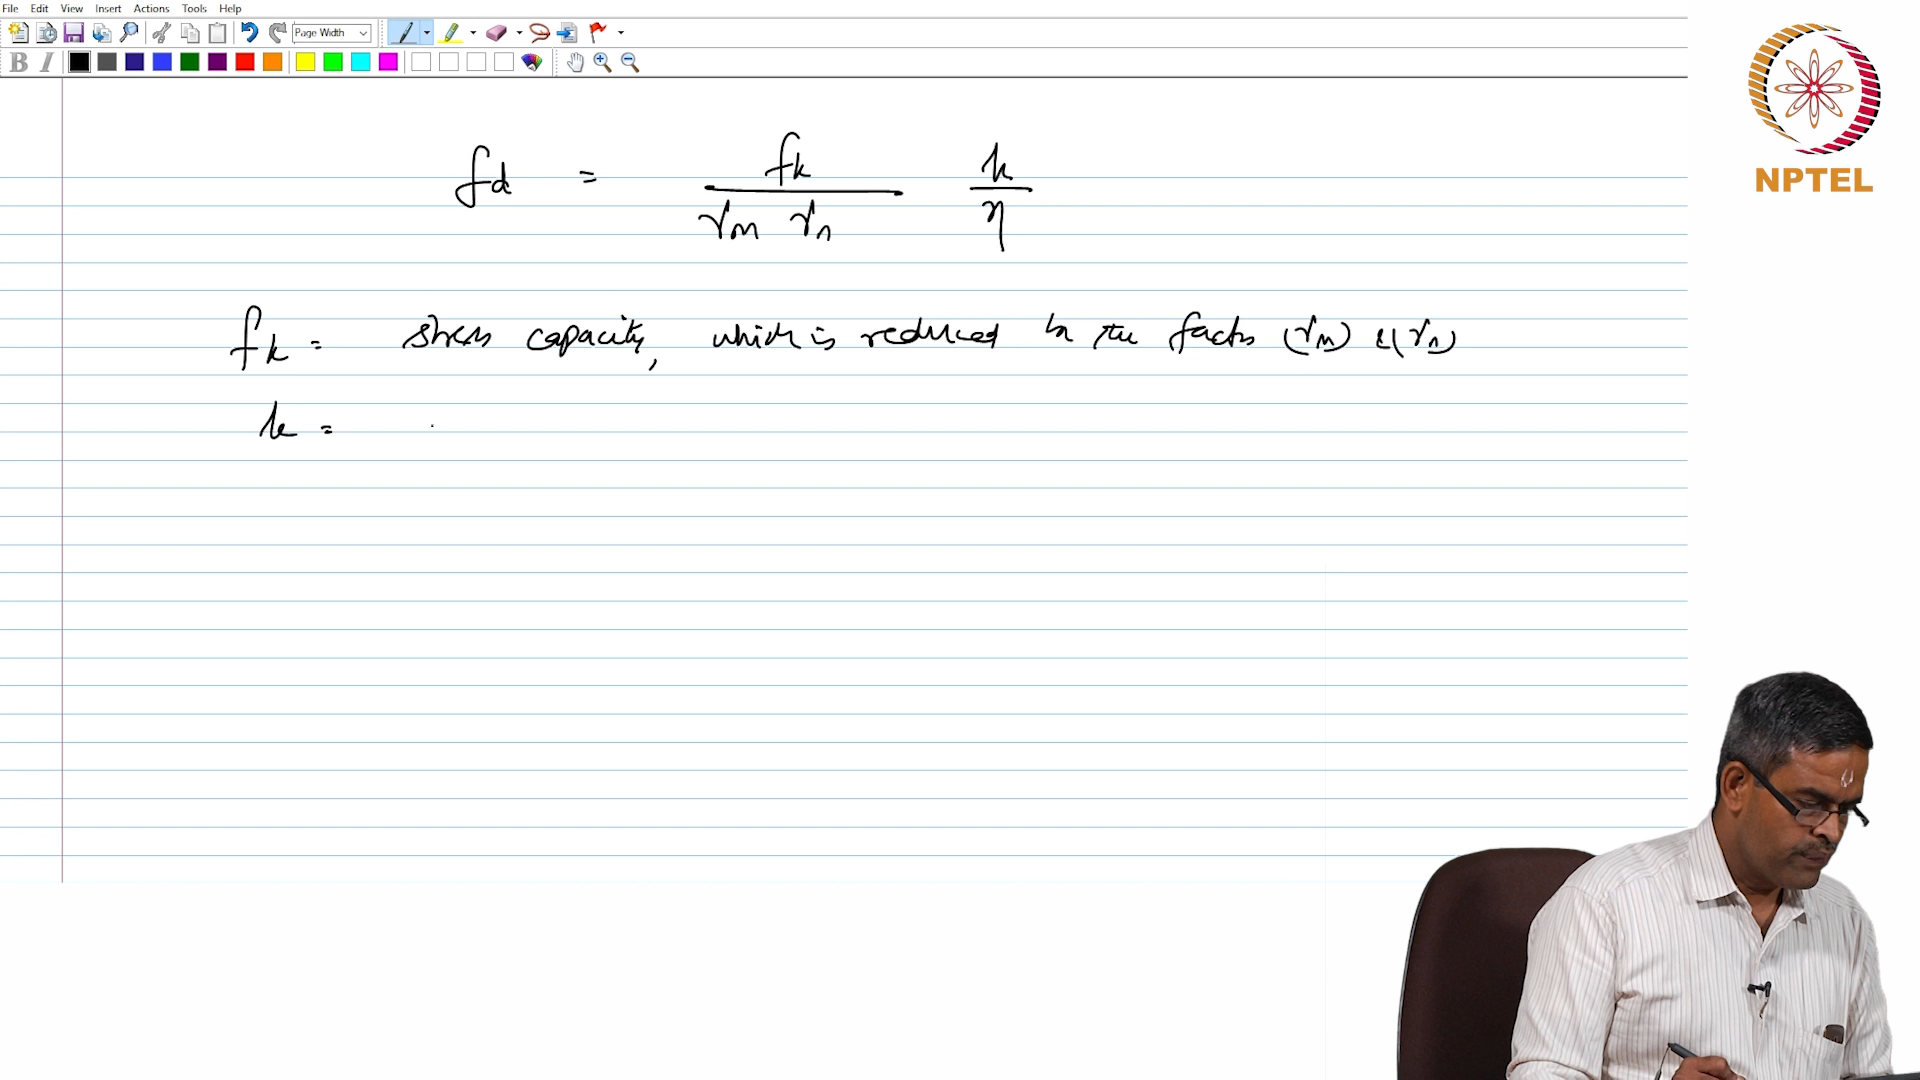 File Edit View Insert Actions Tools Help
Page Width
B I
NPTEL
fd = fk / γm γn k / η
fk = stress capacity, which is reduced by the factors (γm) & (γn)
k =